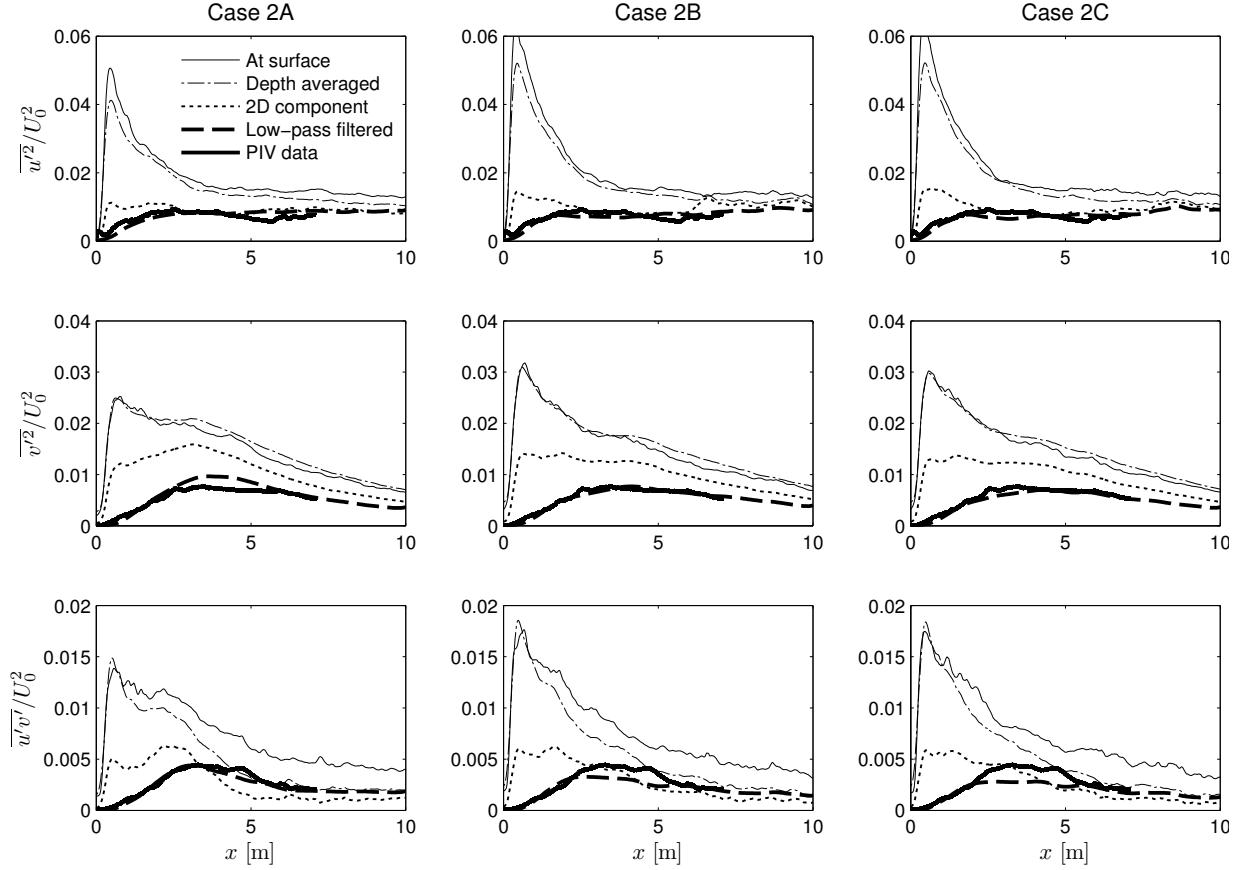 Case 2A Case 2B Case 2C
0.06 0.06 0.06
At surface
Depth averaged
0.04 0.04 0.04
2D component
Low−pass filtered
PIV data
0.02 0.02 0.02
0 0 0
0 5 10 0 5 10 0 5 10
$\overline{u'^2}/U_0^2$
0.04 0.04 0.04
0.03 0.03 0.03
0.02 0.02 0.02
0.01 0.01 0.01
0 0 0
0 5 10 0 5 10 0 5 10
$\overline{v'^2}/U_0^2$
0.02 0.02 0.02
0.015 0.015 0.015
0.01 0.01 0.01
0.005 0.005 0.005
0 0 0
0 5 10 0 5 10 0 5 10
$\overline{u'v'}/U_0^2$
x [m] x [m] x [m]